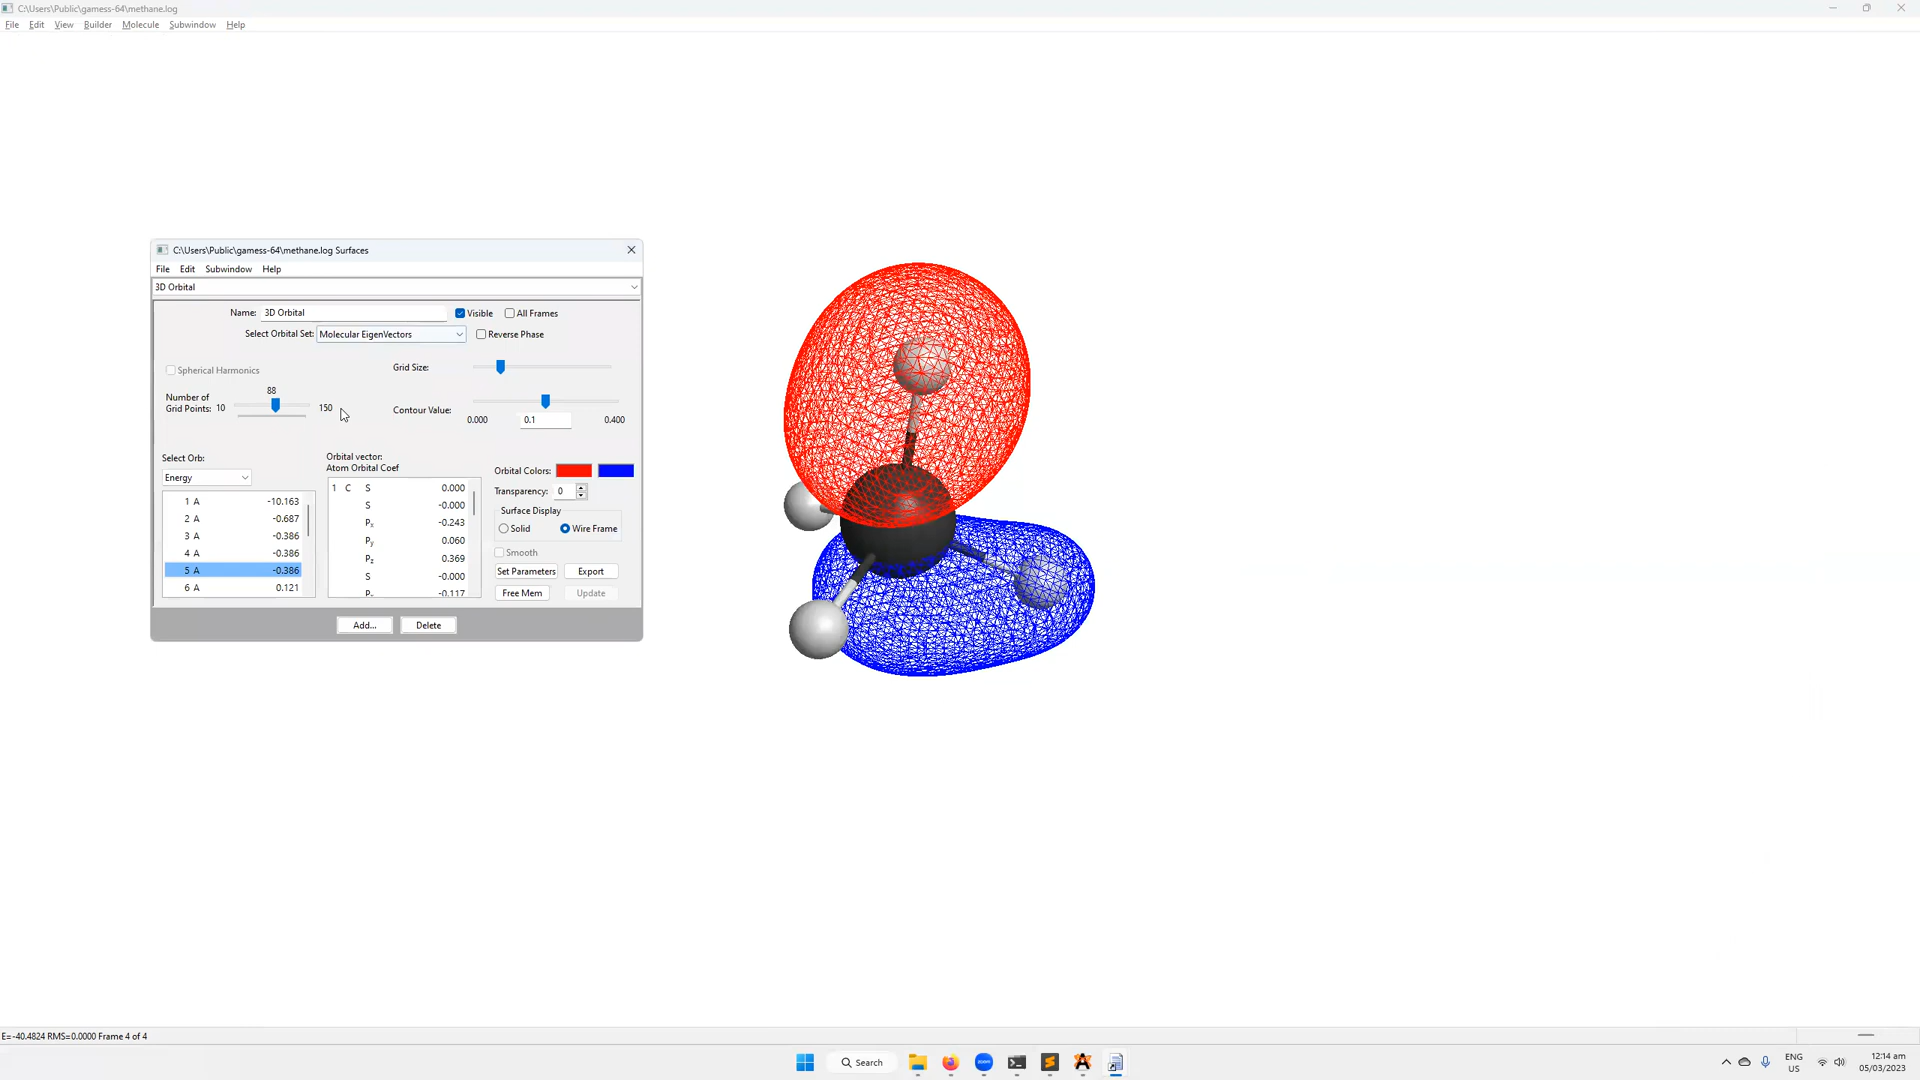 C:\Users\Public\gamess-64\methane.log
File Edit View Builder Molecule Subwindow Help
C:\Users\Public\gamess-64\methane.log Surfaces
File Edit Subwindow Help
3D Orbital
Name: 3D Orbital Visible All Frames
Select Orbital Set: Molecular EigenVectors Reverse Phase
Spherical Harmonics Grid Size:
88
Number of
Grid Points: 10 150
Contour Value: 0.000 0.1 0.400
Select Orb:
Energy
1 A -10.163
2 A -0.687
3 A -0.386
4 A -0.386
5 A -0.386
6 A 0.121
Orbital vector:
Atom Orbital Coef
1 C S 0.000
S -0.000
Px -0.243
Py 0.060
Pz 0.369
S -0.000
-0.117
Orbital Colors:
Transparency: 0
Surface Display
Solid Wire Frame
Smooth
Set Parameters Export
Free Mem Update
Add... Delete
E=-40.4824 RMS=0.0000 Frame 4 of 4
Search
zoom
ENG
US
12:14 am
05/03/2023